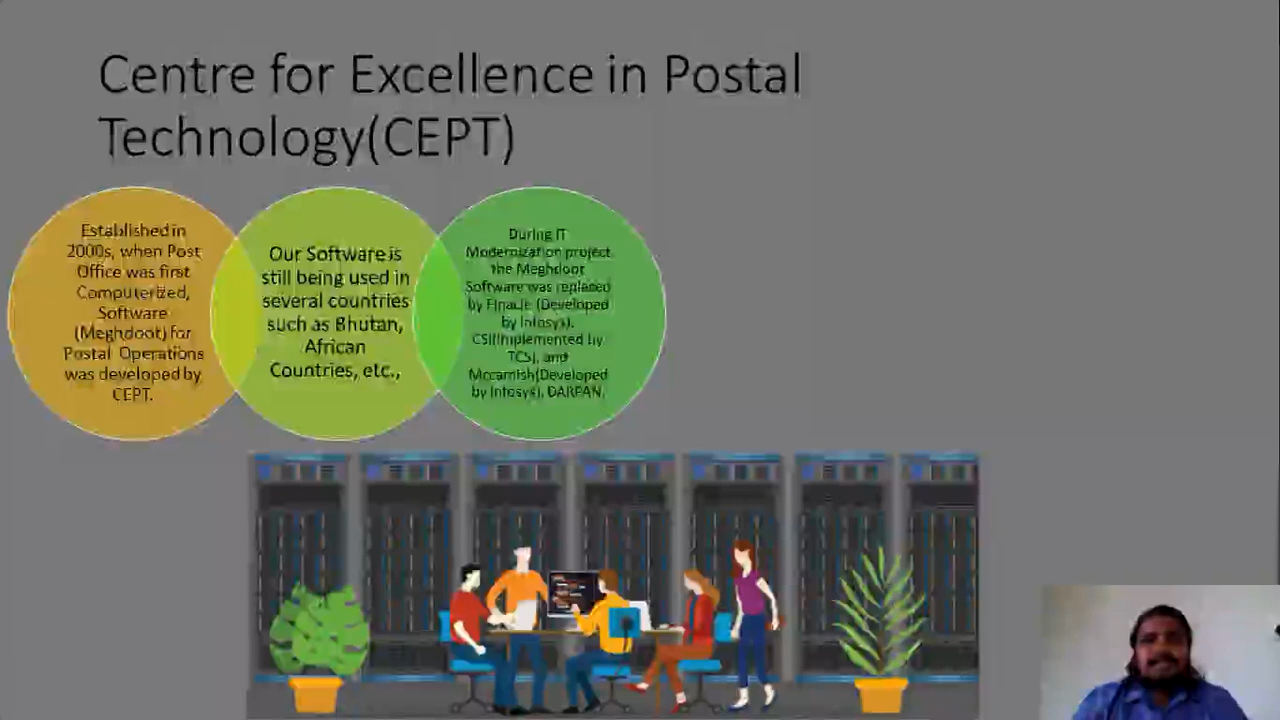 Centre for Excellence in Postal
Technology(CEPT)
Established in
2000s, when Post
Office was first
Computerized,
Software
(Meghdoot) for
Postal Operations
was developed by
CEPT.
Our Software is
still being used in
several countries
such as Bhutan,
African
Countries, etc.,
During IT
Modernization project
the Meghdoot
Software was replaced
by Finacle (Developed
by Infosys),
CSI(Implemented by
TCS), and
Mccamish(Developed
by Infosys), DARPAN.